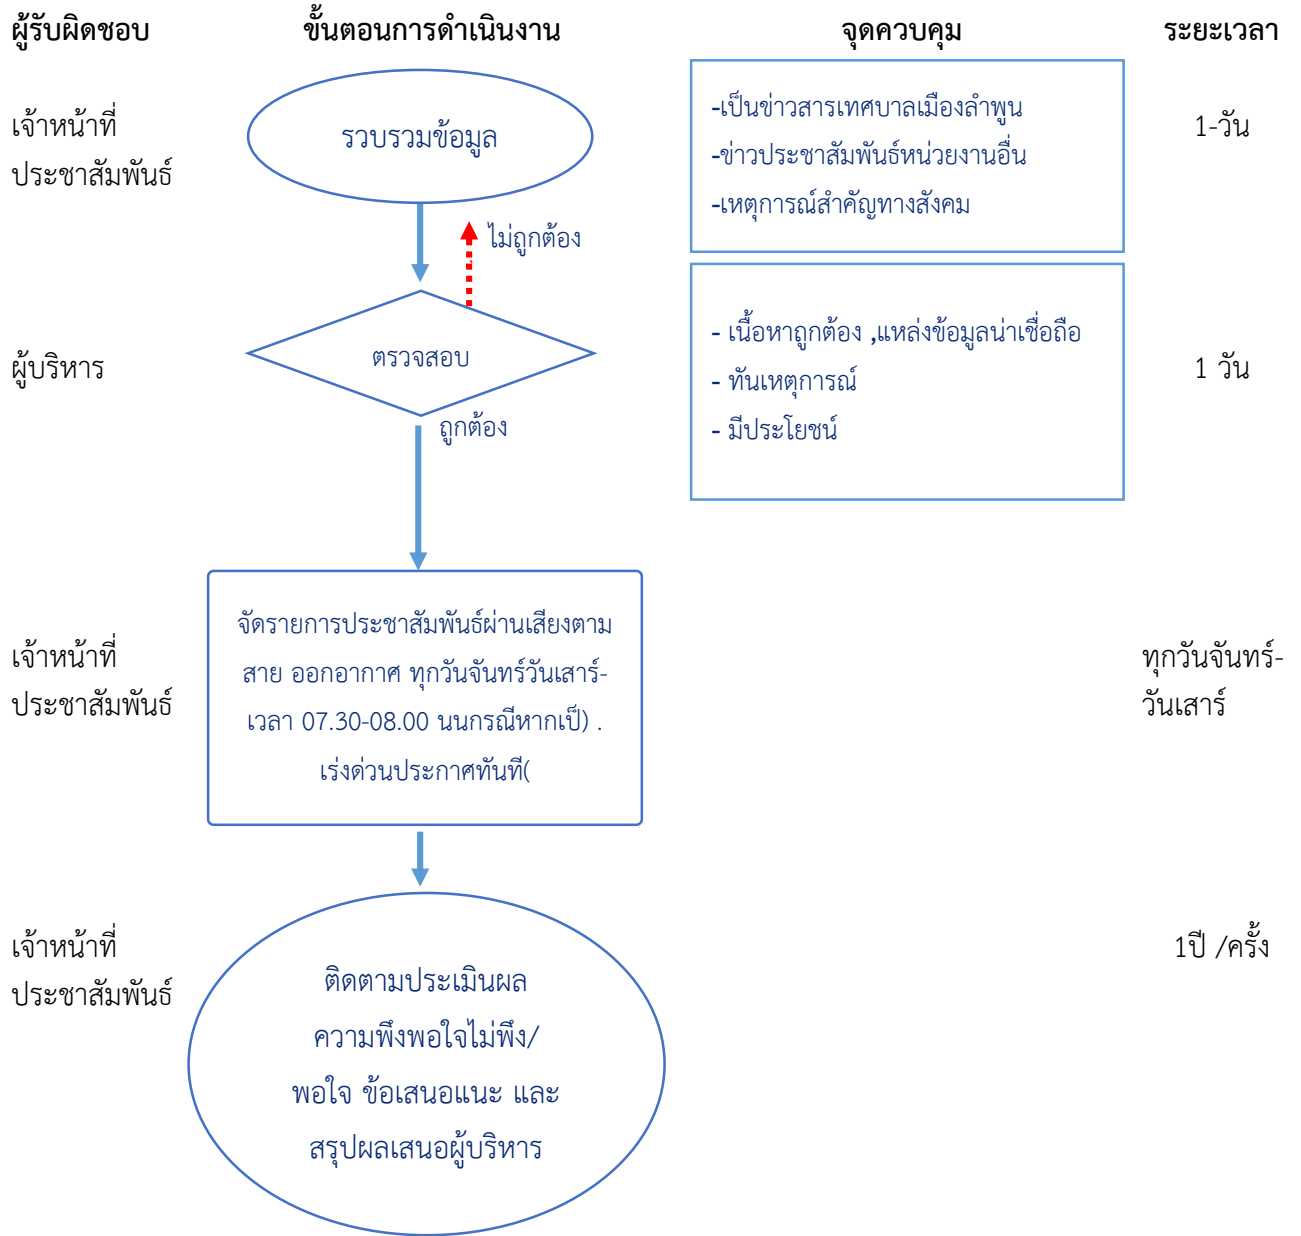 ผู้รับผิดชอบ ขั้นตอนการดำเนินงาน จุดควบคุม ระยะเวลา
เจ้าหน้าที่
ประชาสัมพันธ์
รวบรวมข้อมูล
-เป็นข่าวสารเทศบาลเมืองลำพูน
-ข่าวประชาสัมพันธ์หน่วยงานอื่น
-เหตุการณ์สำคัญทางสังคม
1-วัน
ไม่ถูกต้อง
ผู้บริหาร
ตรวจสอบ
- เนื้อหาถูกต้อง ,แหล่งข้อมูลน่าเชื่อถือ
- ทันเหตุการณ์
- มีประโยชน์
1 วัน
ถูกต้อง
เจ้าหน้าที่
ประชาสัมพันธ์
จัดรายการประชาสัมพันธ์ผ่านเสียงตาม
สาย ออกอากาศ ทุกวันจันทร์วันเสาร์-
เวลา 07.30-08.00 นนกรณีหากเป็) .
เร่งด่วนประกาศทันที(
ทุกวันจันทร์-
วันเสาร์
เจ้าหน้าที่
ประชาสัมพันธ์
ติดตามประเมินผล
ความพึงพอใจไม่พึง/
พอใจ ข้อเสนอแนะ และ
สรุปผลเสนอผู้บริหาร
1ปี /ครั้ง